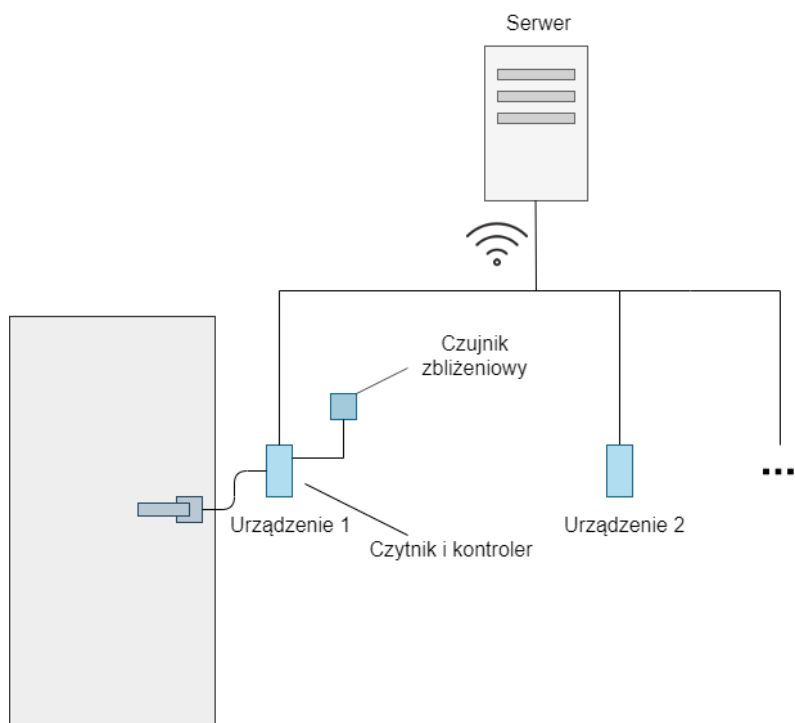 Serwer
Czujnik
zbliżeniowy
Urządzenie 1
Urządzenie 2
Czytnik i kontroler